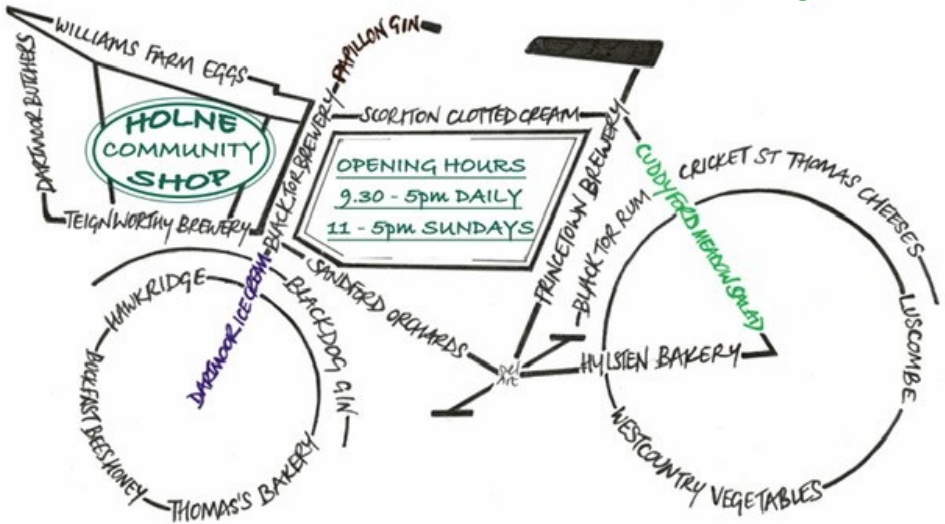 WILLIAMS FARM EGGS
PAPILLON GIN
DARTMOOR BUTCHERS
HOLNE
COMMUNITY
SHOP
TEIGNWORTHY BREWERY
BLACK TOR BREWERY
SCORITON CLOTTED CREAM
OPENING HOURS
9.30 - 5pm DAILY
11 - 5pm SUNDAYS
PRINCETOWN BREWERY
CUDDYFORD MEADOW SALAD
CRICKET ST THOMAS CHEESES
BLACK TOR RUM
LUSCOMBE
HYLSTEN BAKERY
WESTCOUNTRY VEGETABLES
SANDFORD ORCHARDS
DARTMOOR ICE CREAM
HAWKRIDGE
BLACKDOG GIN
BUCKFAST BEES HONEY
THOMAS'S BAKERY